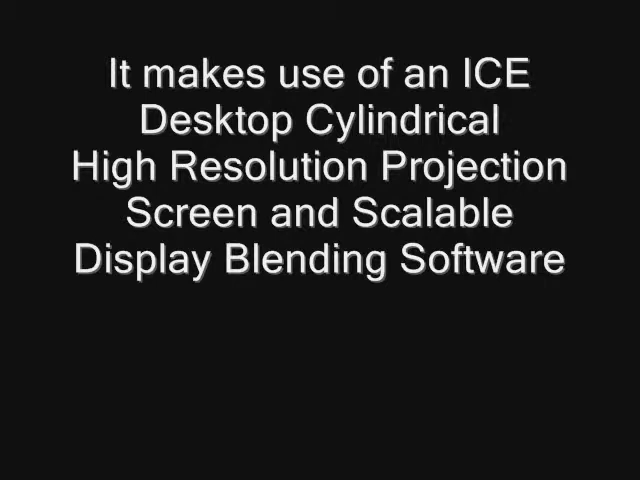 It makes use of an ICE
Desktop Cylindrical
High Resolution Projection
Screen and Scalable
Display Blending Software